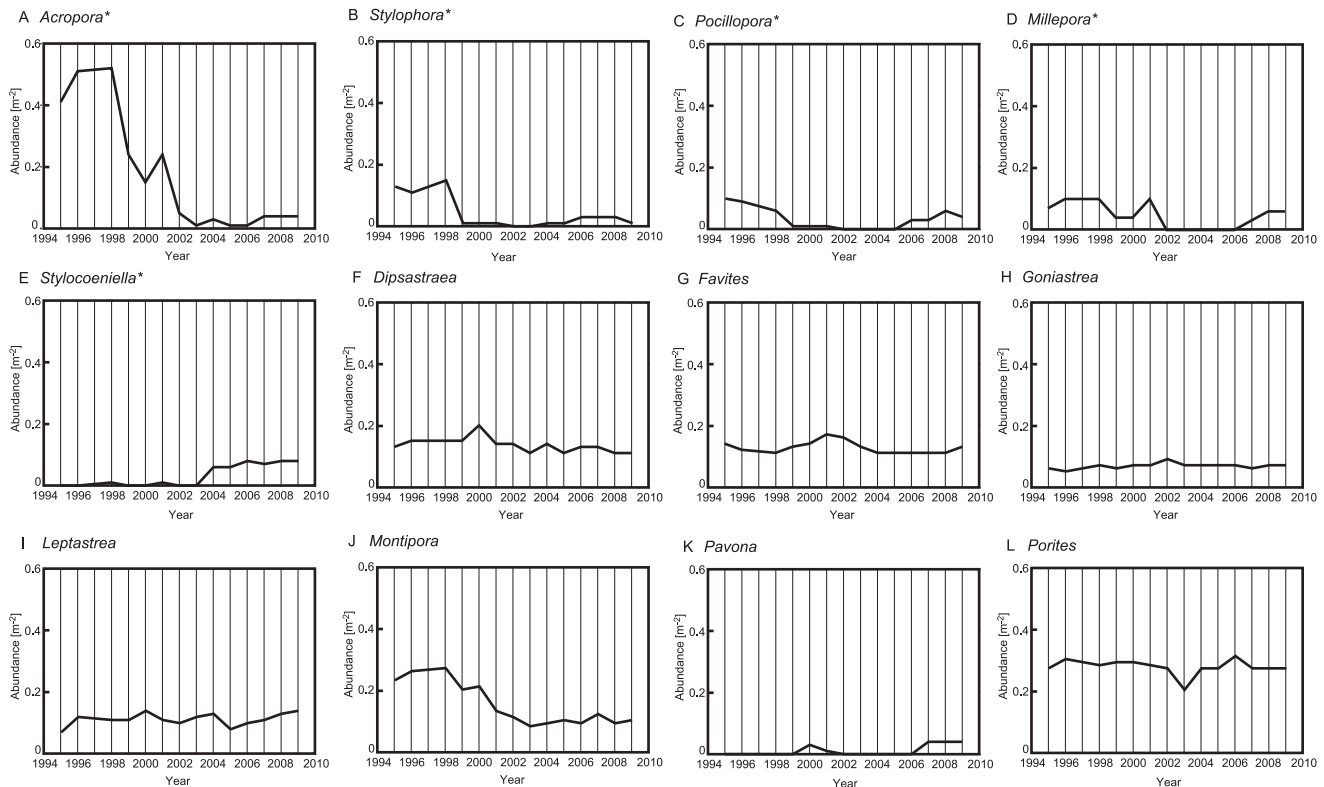 A Acropora*
0.6
0.4
0.2
0
Abundance [m-2]
1994 1996 1998 2000 2002 2004 2006 2008 2010
Year
B Stylophora*
0.6
0.4
0.2
0
Abundance [m-2]
1994 1996 1998 2000 2002 2004 2006 2008 2010
Year
C Pocillopora*
0.6
0.4
0.2
0
Abundance [m-2]
1994 1996 1998 2000 2002 2004 2006 2008 2010
Year
D Millepora*
0.6
0.4
0.2
0
Abundance [m-2]
1994 1996 1998 2000 2002 2004 2006 2008 2010
Year
E Stylocoeniella*
0.6
0.4
0.2
0
Abundance [m-2]
1994 1996 1998 2000 2002 2004 2006 2008 2010
Year
F Dipsastraea
0.6
0.4
0.2
0
Abundance [m-2]
1994 1996 1998 2000 2002 2004 2006 2008 2010
Year
G Favites
0.6
0.4
0.2
0
Abundance [m-2]
1994 1996 1998 2000 2002 2004 2006 2008 2010
Year
H Goniastrea
0.6
0.4
0.2
0
Abundance [m-2]
1994 1996 1998 2000 2002 2004 2006 2008 2010
Year
I Leptastrea
0.6
0.4
0.2
0
Abundance [m-2]
1994 1996 1998 2000 2002 2004 2006 2008 2010
Year
J Montipora
0.6
0.4
0.2
0
Abundance [m-2]
1994 1996 1998 2000 2002 2004 2006 2008 2010
Year
K Pavona
0.6
0.4
0.2
0
Abundance [m-2]
1994 1996 1998 2000 2002 2004 2006 2008 2010
Year
L Porites
0.6
0.4
0.2
0
Abundance [m-2]
1994 1996 1998 2000 2002 2004 2006 2008 2010
Year